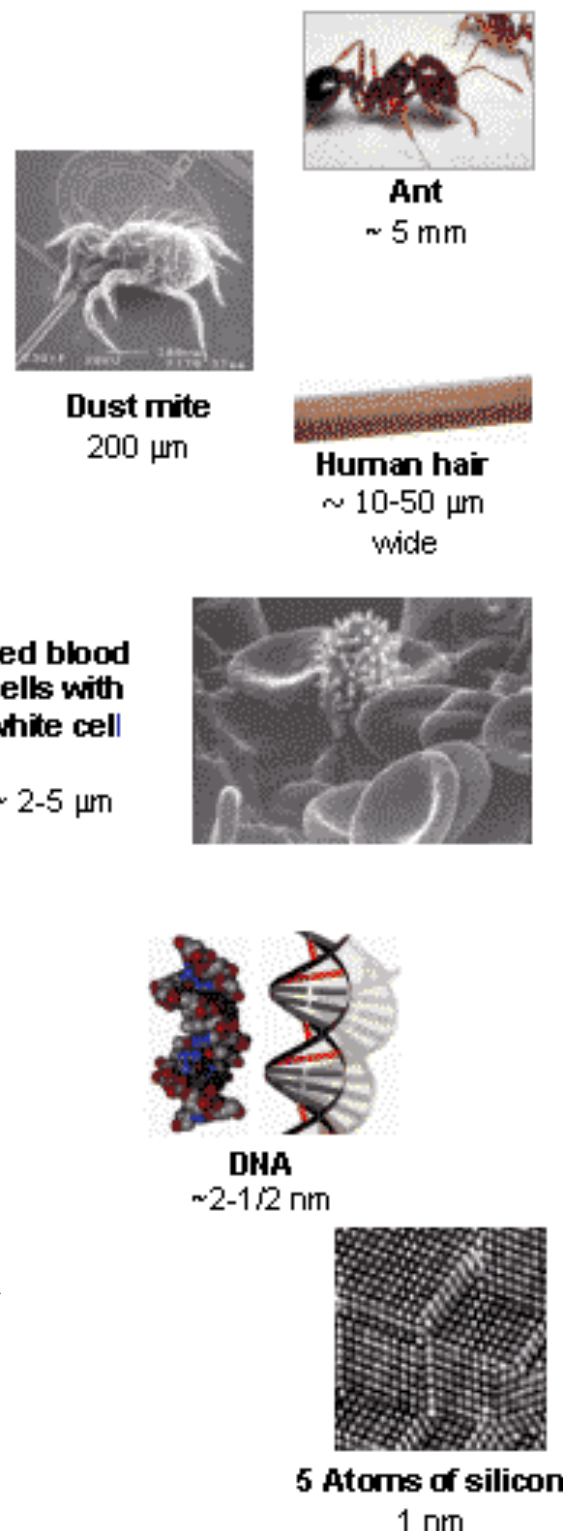 Ant
~ 5 mm
Dust mite
200 µm
Human hair
~ 10-50 µm
wide
ed blood
ells with
white cell
~ 2-5 µm
DNA
~2-1/2 nm
5 Atoms of silicon
1 nm